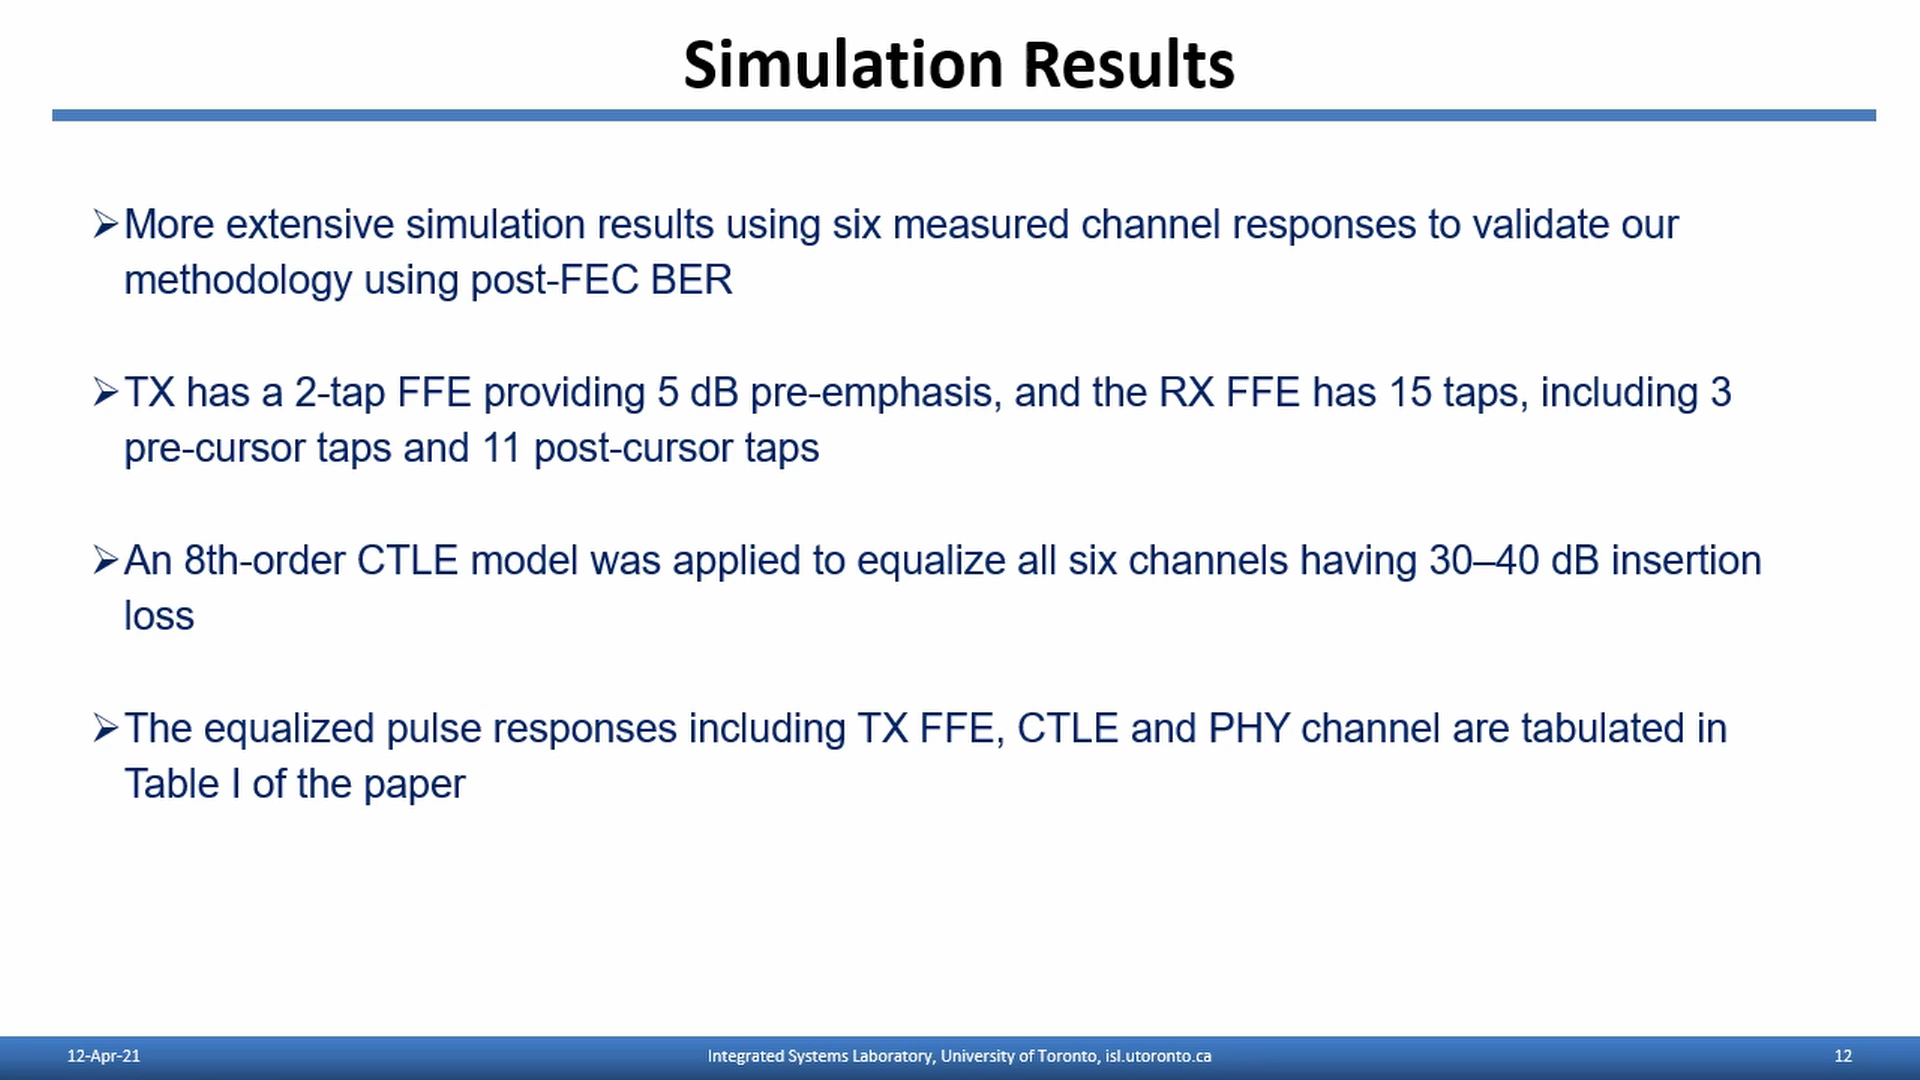 Simulation Results
➢More extensive simulation results using six measured channel responses to validate our
methodology using post-FEC BER
➢TX has a 2-tap FFE providing 5 dB pre-emphasis, and the RX FFE has 15 taps, including 3
pre-cursor taps and 11 post-cursor taps
➢An 8th-order CTLE model was applied to equalize all six channels having 30–40 dB insertion
loss
➢The equalized pulse responses including TX FFE, CTLE and PHY channel are tabulated in
Table I of the paper
12-Apr-21
Integrated Systems Laboratory, University of Toronto, isl.utoronto.ca
12